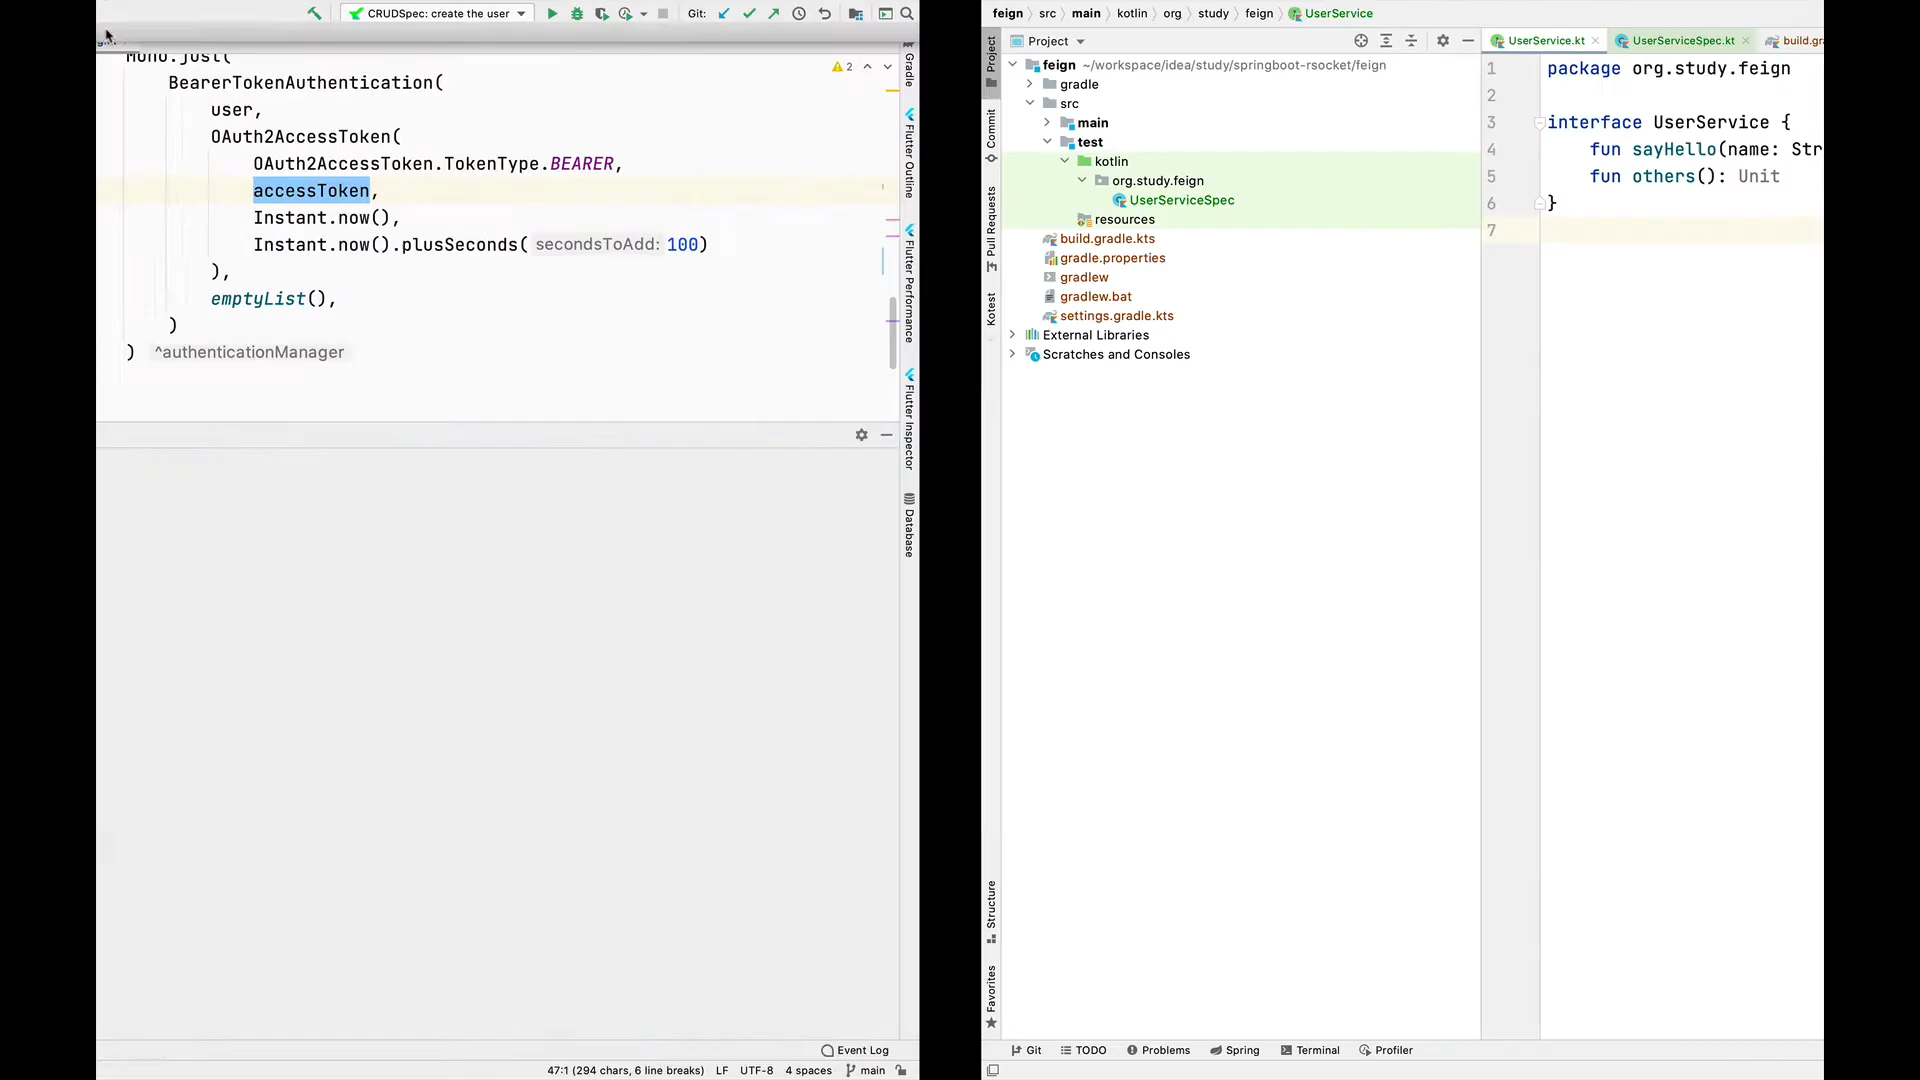 CRUDSpec: create the user
Git:
Mono.just(
BearerTokenAuthentication(
user,
OAuth2AccessToken(
OAuth2AccessToken.TokenType.BEARER,
accessToken,
Instant.now(),
Instant.now().plusSeconds( secondsToAdd: 100)
),
emptyList(),
)
) ^authenticationManager
2
Gradle
Flutter Outline
Flutter Performance
Flutter Inspector
Database
Event Log
47:1 (294 chars, 6 line breaks) LF UTF-8 4 spaces main
feign src main kotlin org study feign UserService
Project
Commit
Pull Requests
Kotest
Structure
Favorites
Project
feign ~/workspace/idea/study/springboot-rsocket/feign
gradle
src
main
test
kotlin
org.study.feign
UserServiceSpec
resources
build.gradle.kts
gradle.properties
gradlew
gradlew.bat
settings.gradle.kts
External Libraries
Scratches and Consoles
UserService.kt UserServiceSpec.kt build.gra
1 package org.study.feign
2
3 interface UserService {
4 fun sayHello(name: Str
5 fun others(): Unit
6 }
7
Git TODO Problems Spring Terminal Profiler